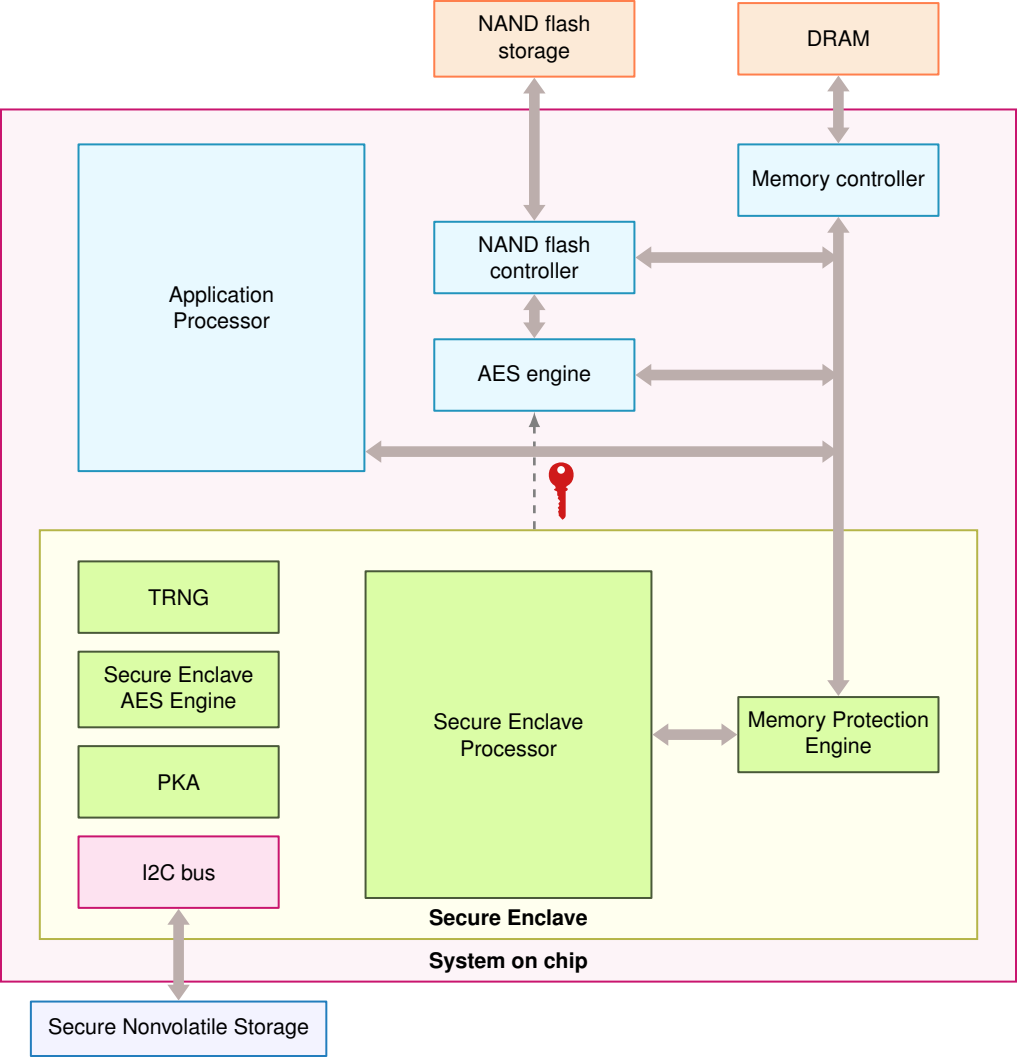 NAND flash
storage
DRAM
Memory controller
NAND flash
controller
Application
Processor
AES engine
TRNG
Secure Enclave
AES Engine
Secure Enclave
Processor
Memory Protection
Engine
PKA
I2C bus
Secure Enclave
System on chip
Secure Nonvolatile Storage